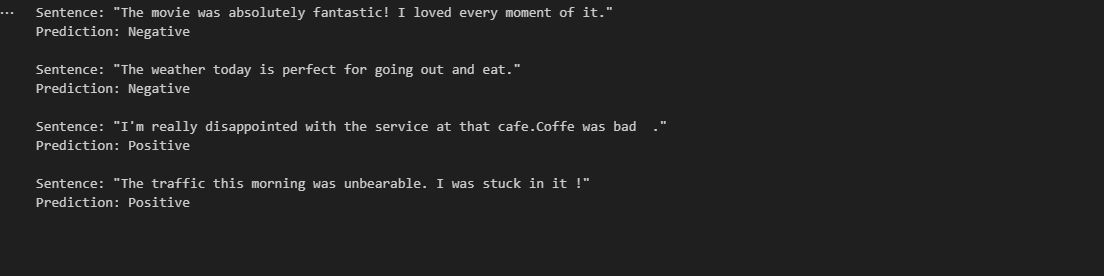 Sentence: "The movie was absolutely fantastic! I loved every moment of it."
Prediction: Negative
Sentence: "The weather today is perfect for going out and eat."
Prediction: Negative
Sentence: "I'm really disappointed with the service at that cafe.Coffe was bad  ."
Prediction: Positive
Sentence: "The traffic this morning was unbearable. I was stuck in it !"
Prediction: Positive